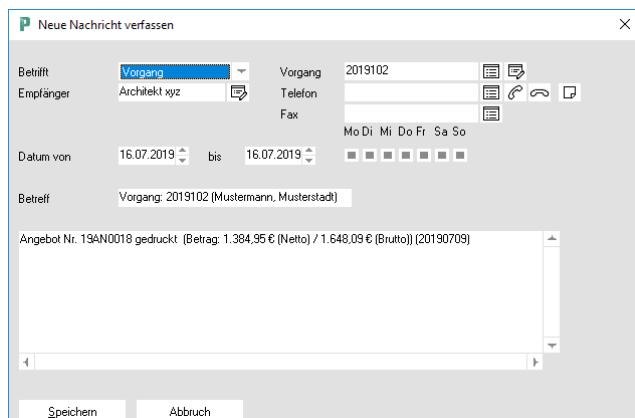 Neue Nachricht verfassen
Betrifft Vorgang Vorgang 2019102
Empfänger Architekt xyz Telefon
Fax
Mo Di Mi Do Fr Sa So
Datum von 16.07.2019 bis 16.07.2019
Betreff Vorgang: 2019102 (Mustermann, Musterstadt)
Angebot Nr. 19AN0018 gedruckt (Betrag: 1.384,95 € (Netto) / 1.648,09 € (Brutto)) (20190709)
Speichern Abbruch